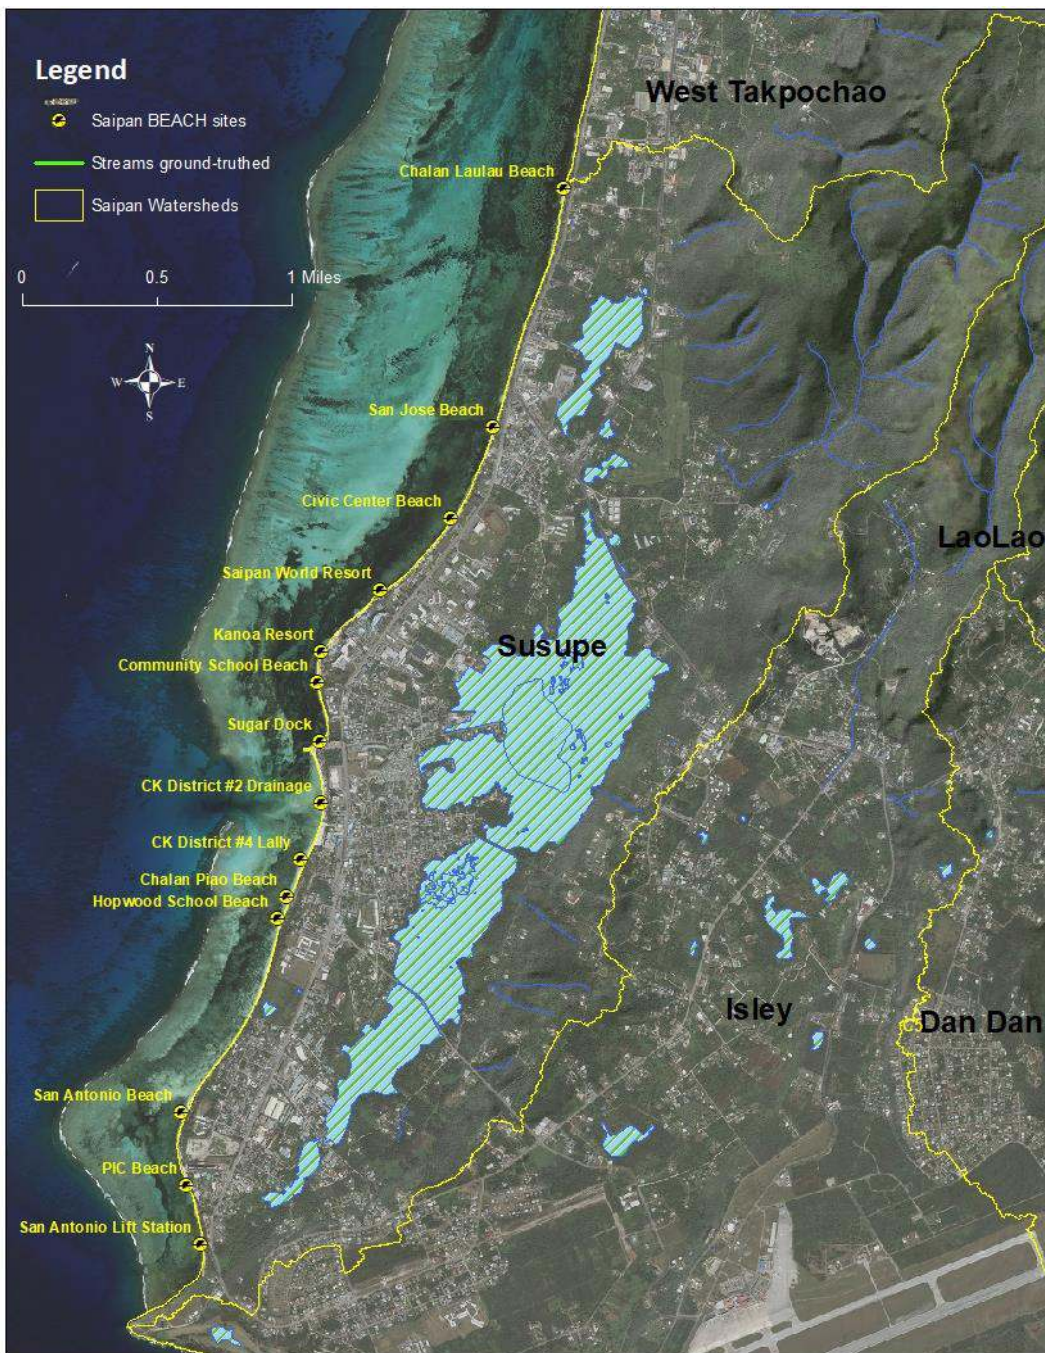 West Takpochao
Legend
Saipan BEACH sites
Streams ground-truthed
Saipan Watersheds
Chalan Laulau Beach
0 0.5 1 Miles
N
W E
S
San Jose Beach
Civic Center Beach
LaoLao
Saipan World Resort
Kanoa Resort
Susupe
Community School Beach
Sugar Dock
CK District #2 Drainage
CK District #4 Lally
Chalan Piao Beach
Hopwood School Beach
Isley
Dan Dan
San Antonio Beach
PIC Beach
San Antonio Lift Station